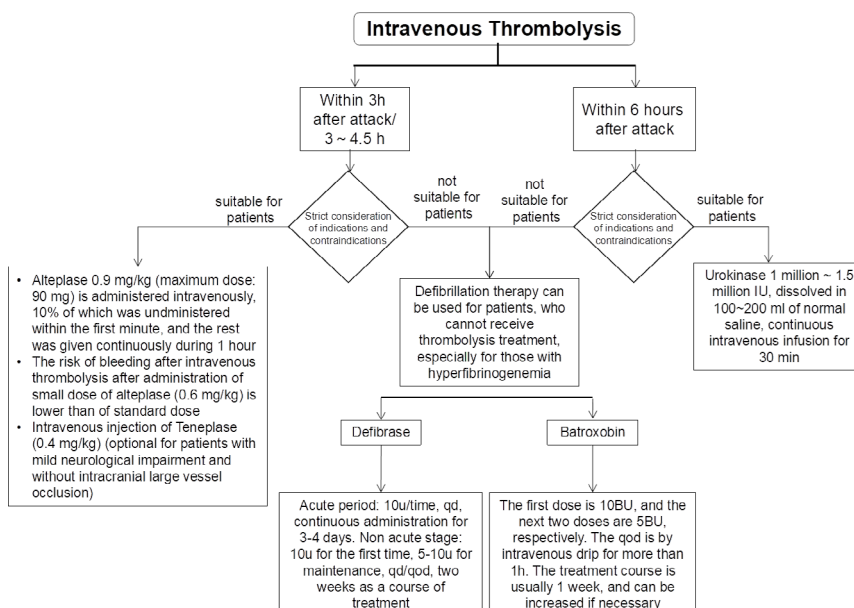 Intravenous Thrombolysis
Within 3h
after attack/
3 ~ 4.5 h
Within 6 hours
after attack
suitable for
patients
Strict consideration
of indications and
contraindications
not
suitable for
patients
not
suitable for
patients
Strict consideration
of indications and
contraindications
suitable for
patients
• Alteplase 0.9 mg/kg (maximum dose:
90 mg) is administered intravenously,
10% of which was undministered
within the first minute, and the rest
was given continuously during 1 hour
• The risk of bleeding after intravenous
thrombolysis after administration of
small dose of alteplase (0.6 mg/kg) is
lower than of standard dose
• Intravenous injection of Teneplase
(0.4 mg/kg) (optional for patients with
mild neurological impairment and
without intracranial large vessel
occlusion)
Defibrillation therapy can
be used for patients, who
cannot receive
thrombolysis treatment,
especially for those with
hyperfibrinogenemia
Urokinase 1 million ~ 1.5
million IU, dissolved in
100~200 ml of normal
saline, continuous
intravenous infusion for
30 min
Defibrase
Batroxobin
Acute period: 10u/time, qd,
continuous administration for
3-4 days. Non acute stage:
10u for the first time, 5-10u for
maintenance, qd/qod, two
weeks as a course of
treatment
The first dose is 10BU, and the
next two doses are 5BU,
respectively. The qod is by
intravenous drip for more than
1h. The treatment course is
usually 1 week, and can be
increased if necessary